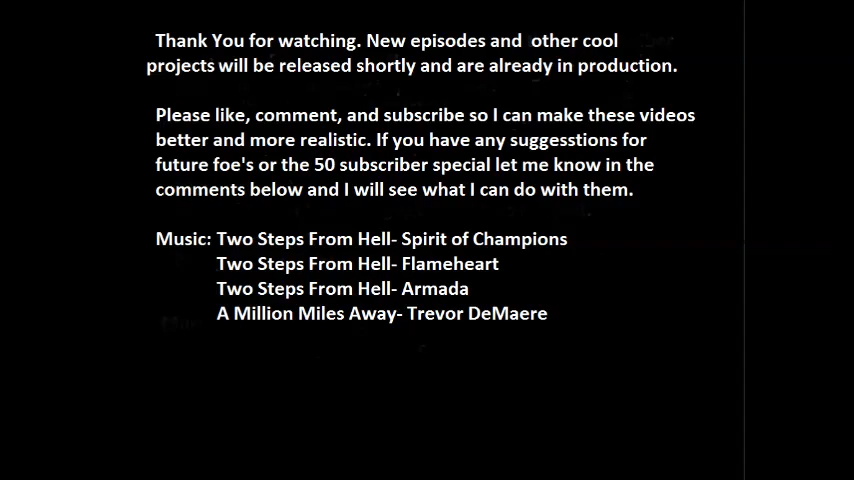 Thank You for watching. New episodes and other cool
projects will be released shortly and are already in production.
Please like, comment, and subscribe so I can make these videos
better and more realistic. If you have any suggesstions for
future foe's or the 50 subscriber special let me know in the
comments below and I will see what I can do with them.
Music: Two Steps From Hell- Spirit of Champions
Two Steps From Hell- Flameheart
Two Steps From Hell- Armada
A Million Miles Away- Trevor DeMaere